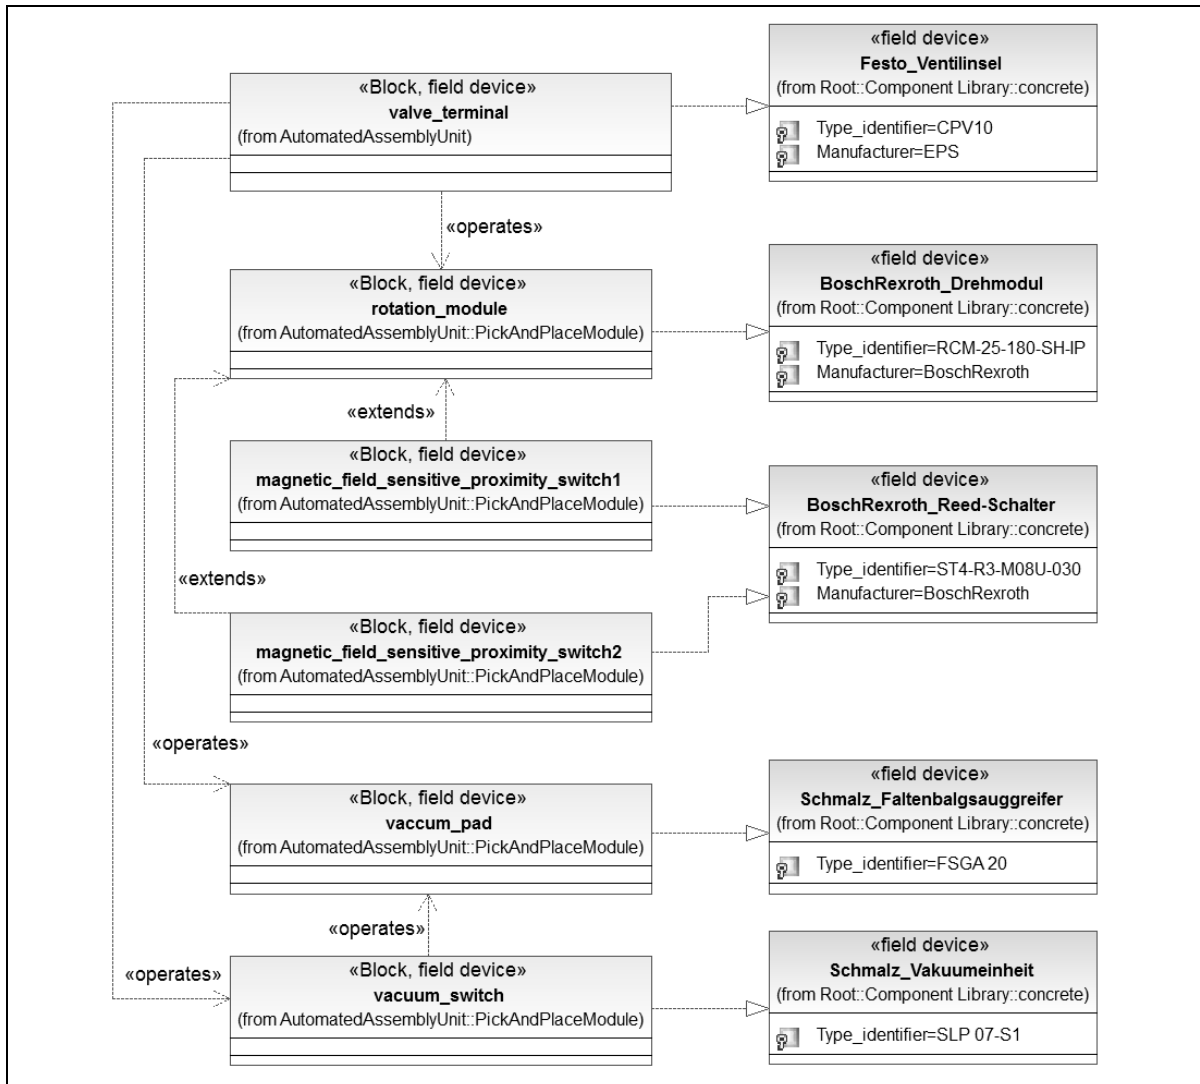 «field device»
Festo_Ventilinsel
(from Root::Component Library::concrete)
Type_identifier=CPV10
Manufacturer=EPS
«Block, field device»
valve_terminal
(from AutomatedAssemblyUnit)
«operates»
«Block, field device»
rotation_module
(from AutomatedAssemblyUnit::PickAndPlaceModule)
«field device»
BoschRexroth_Drehmodul
(from Root::Component Library::concrete)
Type_identifier=RCM-25-180-SH-IP
Manufacturer=BoschRexroth
«extends»
«Block, field device»
magnetic_field_sensitive_proximity_switch1
(from AutomatedAssemblyUnit::PickAndPlaceModule)
«field device»
BoschRexroth_Reed-Schalter
(from Root::Component Library::concrete)
Type_identifier=ST4-R3-M08U-030
Manufacturer=BoschRexroth
«extends»
«Block, field device»
magnetic_field_sensitive_proximity_switch2
(from AutomatedAssemblyUnit::PickAndPlaceModule)
«operates»
«Block, field device»
vaccum_pad
(from AutomatedAssemblyUnit::PickAndPlaceModule)
«field device»
Schmalz_Faltenbalgsauggreifer
(from Root::Component Library::concrete)
Type_identifier=FSGA 20
«operates»
«operates»
«Block, field device»
vacuum_switch
(from AutomatedAssemblyUnit::PickAndPlaceModule)
«field device»
Schmalz_Vakuumeinheit
(from Root::Component Library::concrete)
Type_identifier=SLP 07-S1